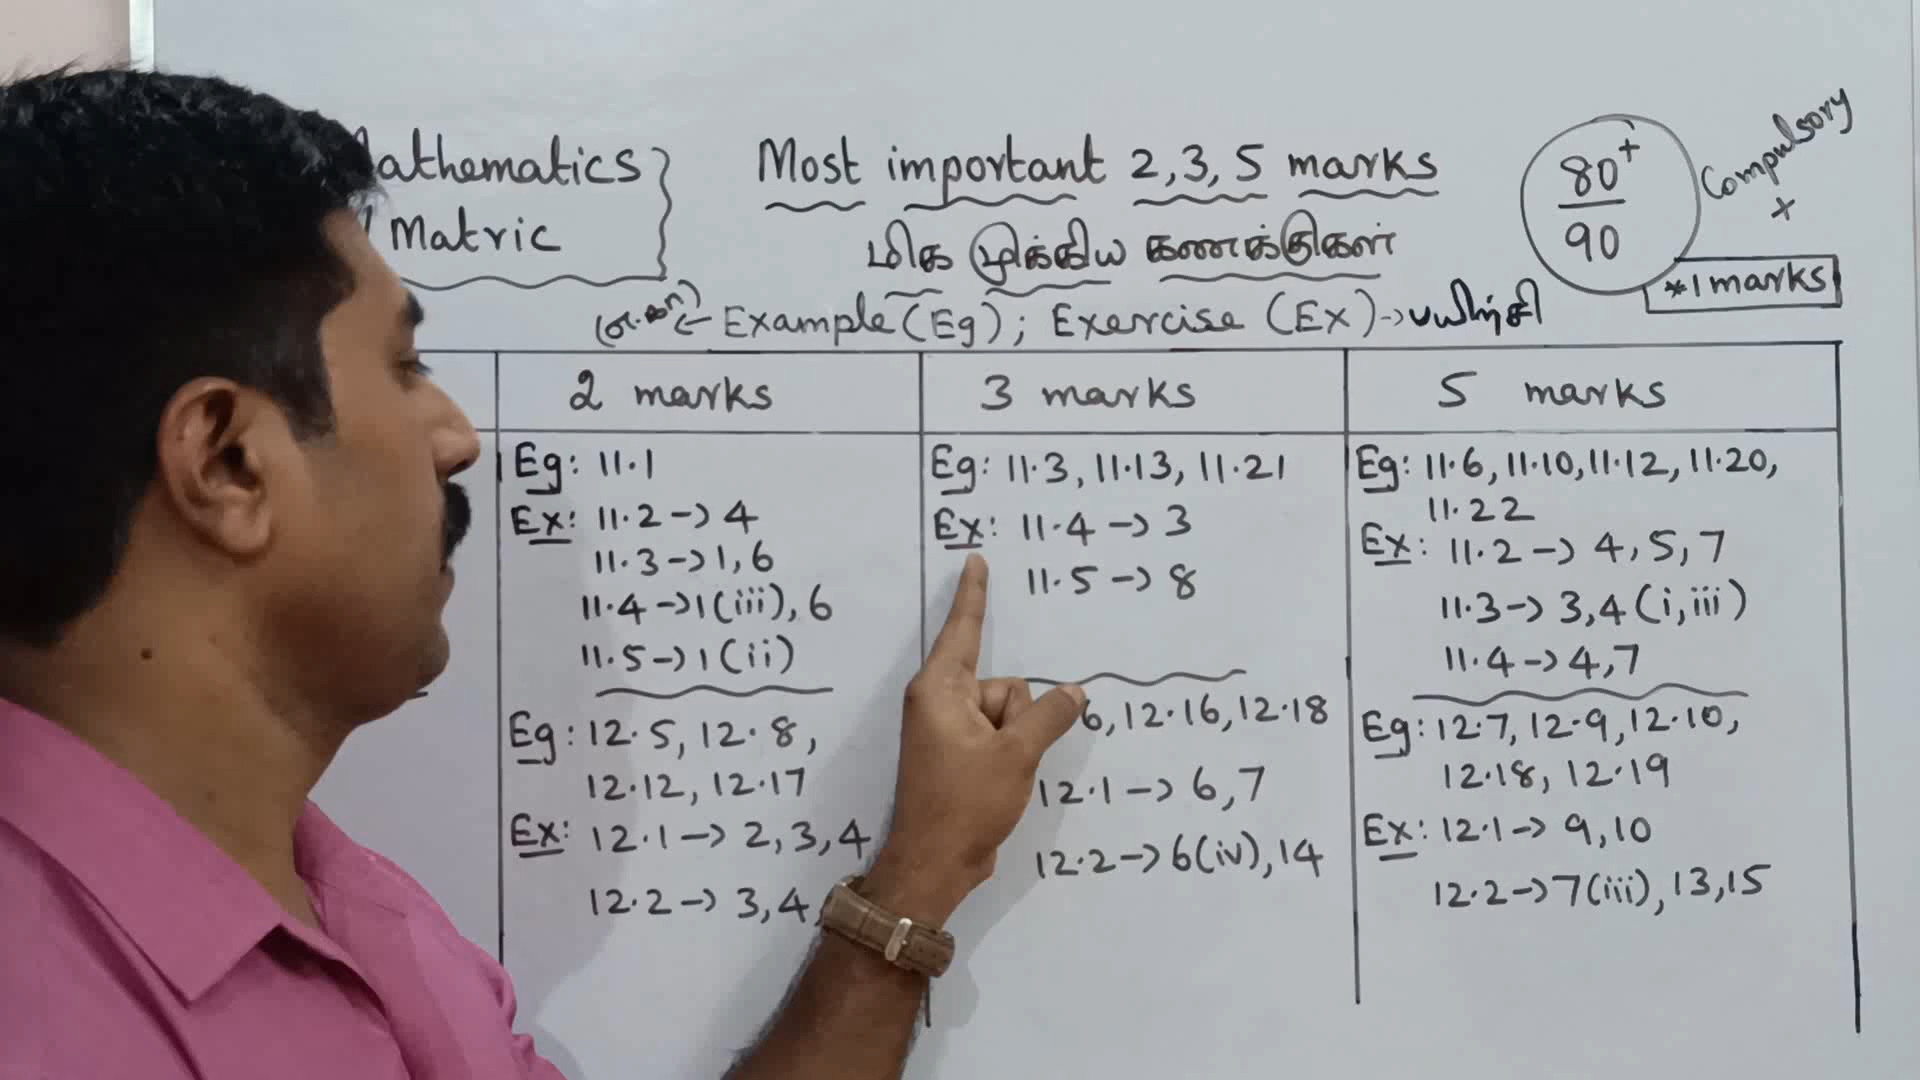 Mathematics
Matric
Most important 2,3,5 marks
மிக முக்கிய கணக்குகள்
80+
90
Compulsory
x
*1 marks
← Example (Eg) ; Exercise (Ex) → பயிற்சி
2 marks
Eg: 11.1
Ex: 11.2 → 4
11.3 → 1,6
11.4 → 1(iii), 6
11.5 → 1(ii)
Eg: 12.5, 12.8,
12.12, 12.17
Ex: 12.1 → 2,3,4
12.2 → 3,4,
3 marks
Eg: 11.3, 11.13, 11.21
Ex: 11.4 → 3
11.5 → 8
6, 12.16, 12.18
12.1 → 6,7
12.2 → 6(iv), 14
5 marks
Eg: 11.6, 11.10, 11.12, 11.20,
11.22
Ex: 11.2 → 4,5,7
11.3 → 3,4(i,iii)
11.4 → 4,7
Eg: 12.7, 12.9, 12.10,
12.18, 12.19
Ex: 12.1 → 9,10
12.2 → 7(iii), 13,15